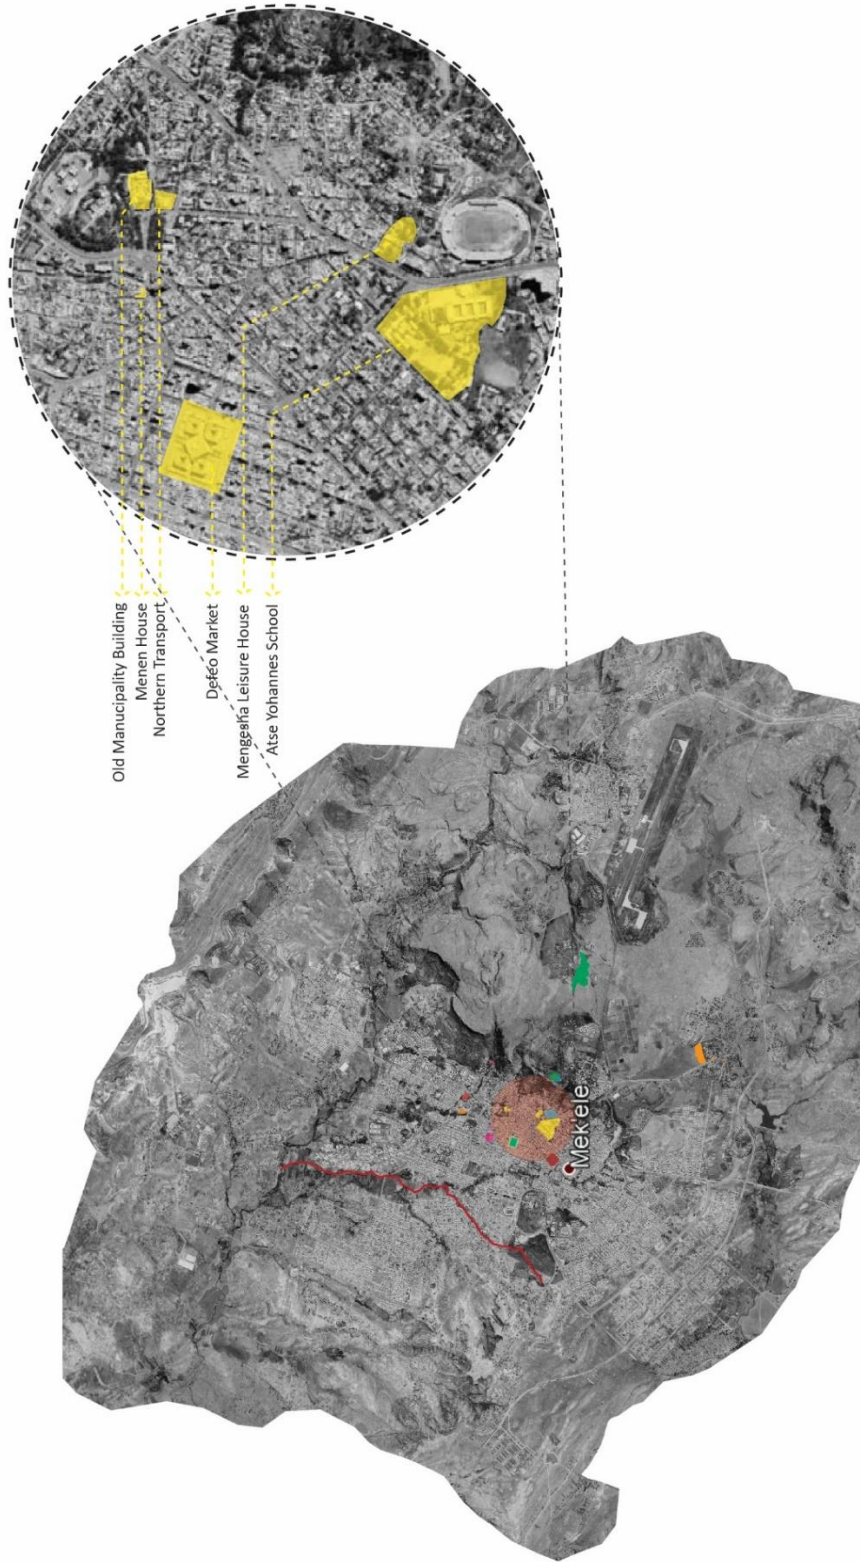 Old Manucipality Building
Menen House
Northern Transport
Defeo Market
Mengesha Leisure House
Atse Yohannes School
Mek'ele